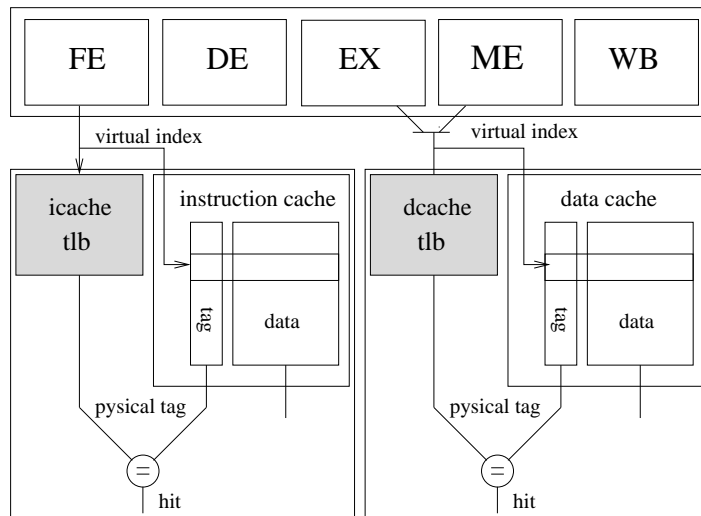 FE DE EX ME WB
virtual index virtual index
icache
tlb
instruction cache
tag
data
pysical tag
=
hit
dcache
tlb
data cache
tag
data
pysical tag
=
hit